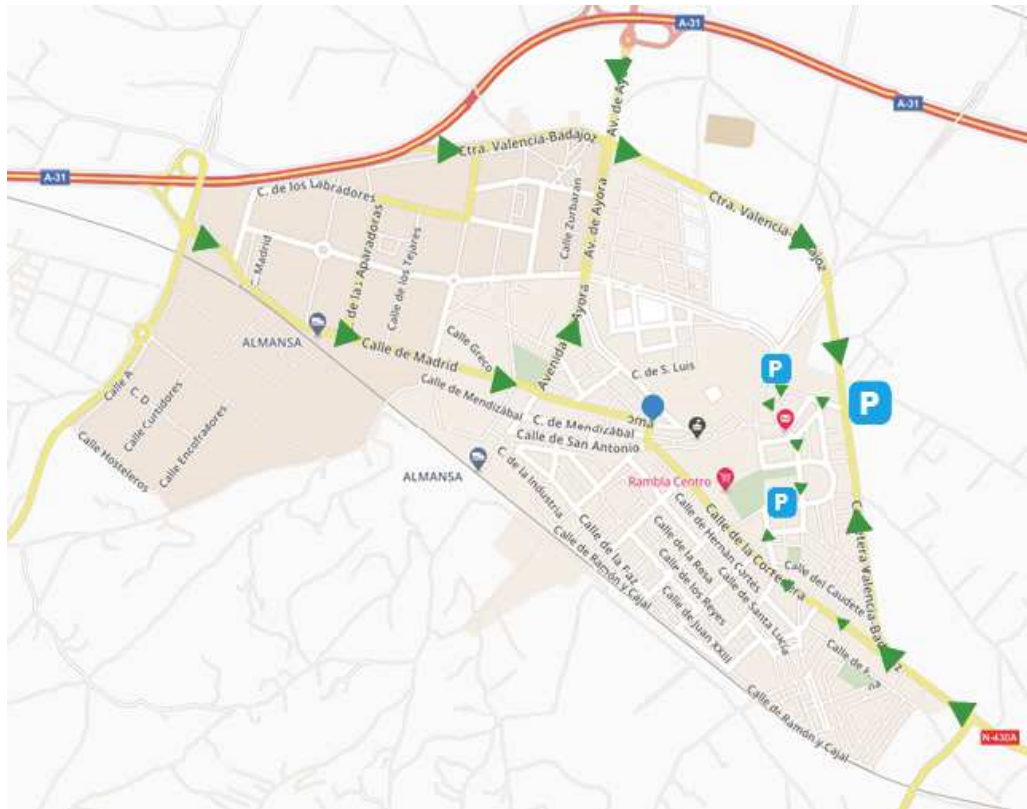 A-31
A-31
A-31
Av. de Ayo
Ctra. Valencia-Badajoz
C. de los Labradores
Calle Zurbaran
Av. de Ayora
Ctra. Valencia-Badajoz
C. Madrid
de las Aparadoras
Calle de los Tejares
Ayora
ALMANSA
Calle de Madrid
Calle Greco
Avenida
C. de S. Luis
P
P
Calle A
C. D
Calle Curtidores
Calle Encofradores
Calle Hosteleros
Calle de Mendizábal
C. de Mendizábal
Calle de San Antonio
ALMANSA
Rambla Centro
P
C. de la Industria
Calle de la Paz
Calle de Ramón y Cajal
Calle de Hernán Cortés
Calle de la Rosa
Calle de los Reyes
Calle de Juan XXIII
Calle de Santa Lucía
Calle de la Corredera
Calle del Caudete
Valencia-Badajoz
Calle de
Calle de Ramón y Cajal
N-430A